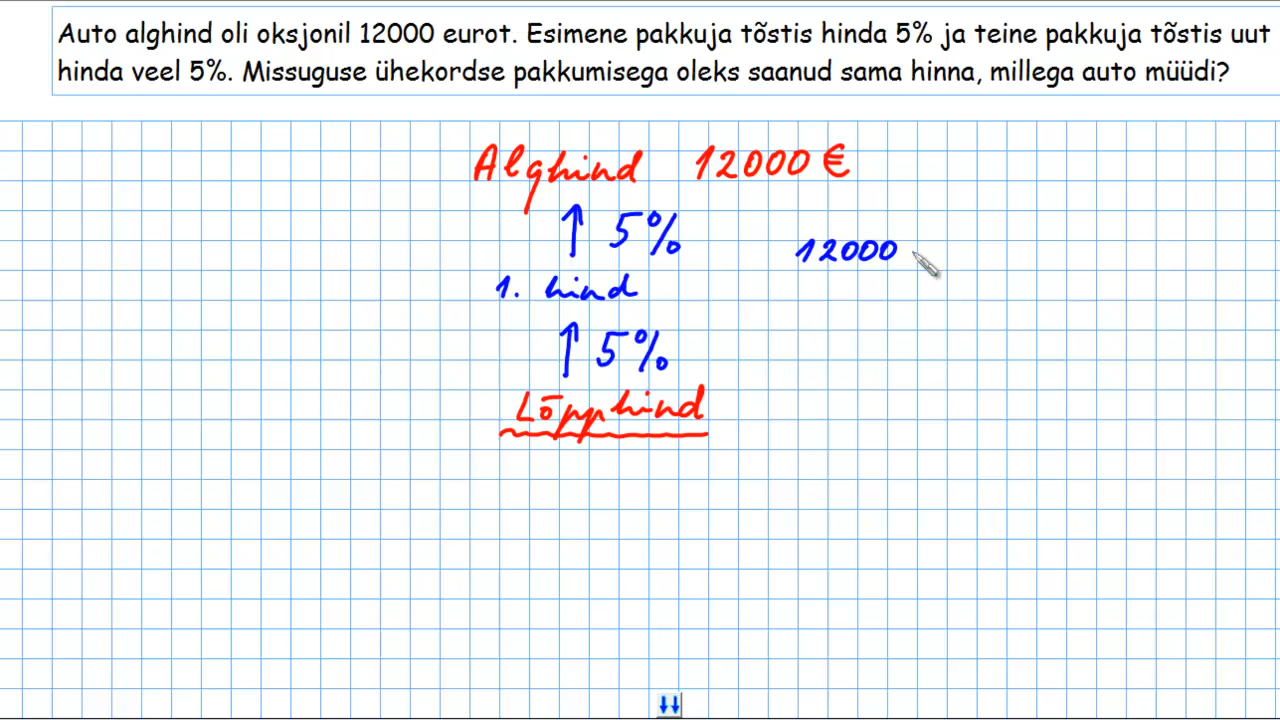 Auto alghind oli oksjonil 12000 eurot. Esimene pakkuja tõstis hinda 5% ja teine pakkuja tõstis uut
hinda veel 5%. Missuguse ühekordse pakkumisega oleks saanud sama hinna, millega auto müüdi?
Alghind 12000 €
↑ 5%
12000
1. hind
↑ 5%
Lõpphind